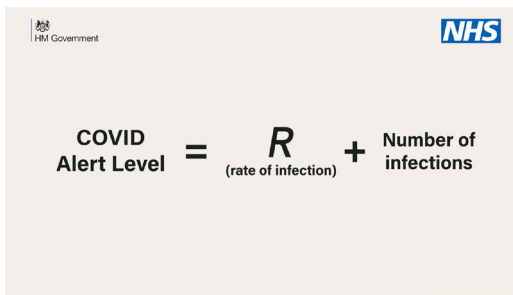 HM Government
NHS
COVID
Alert Level
=
R
(rate of infection)
+
Number of
infections